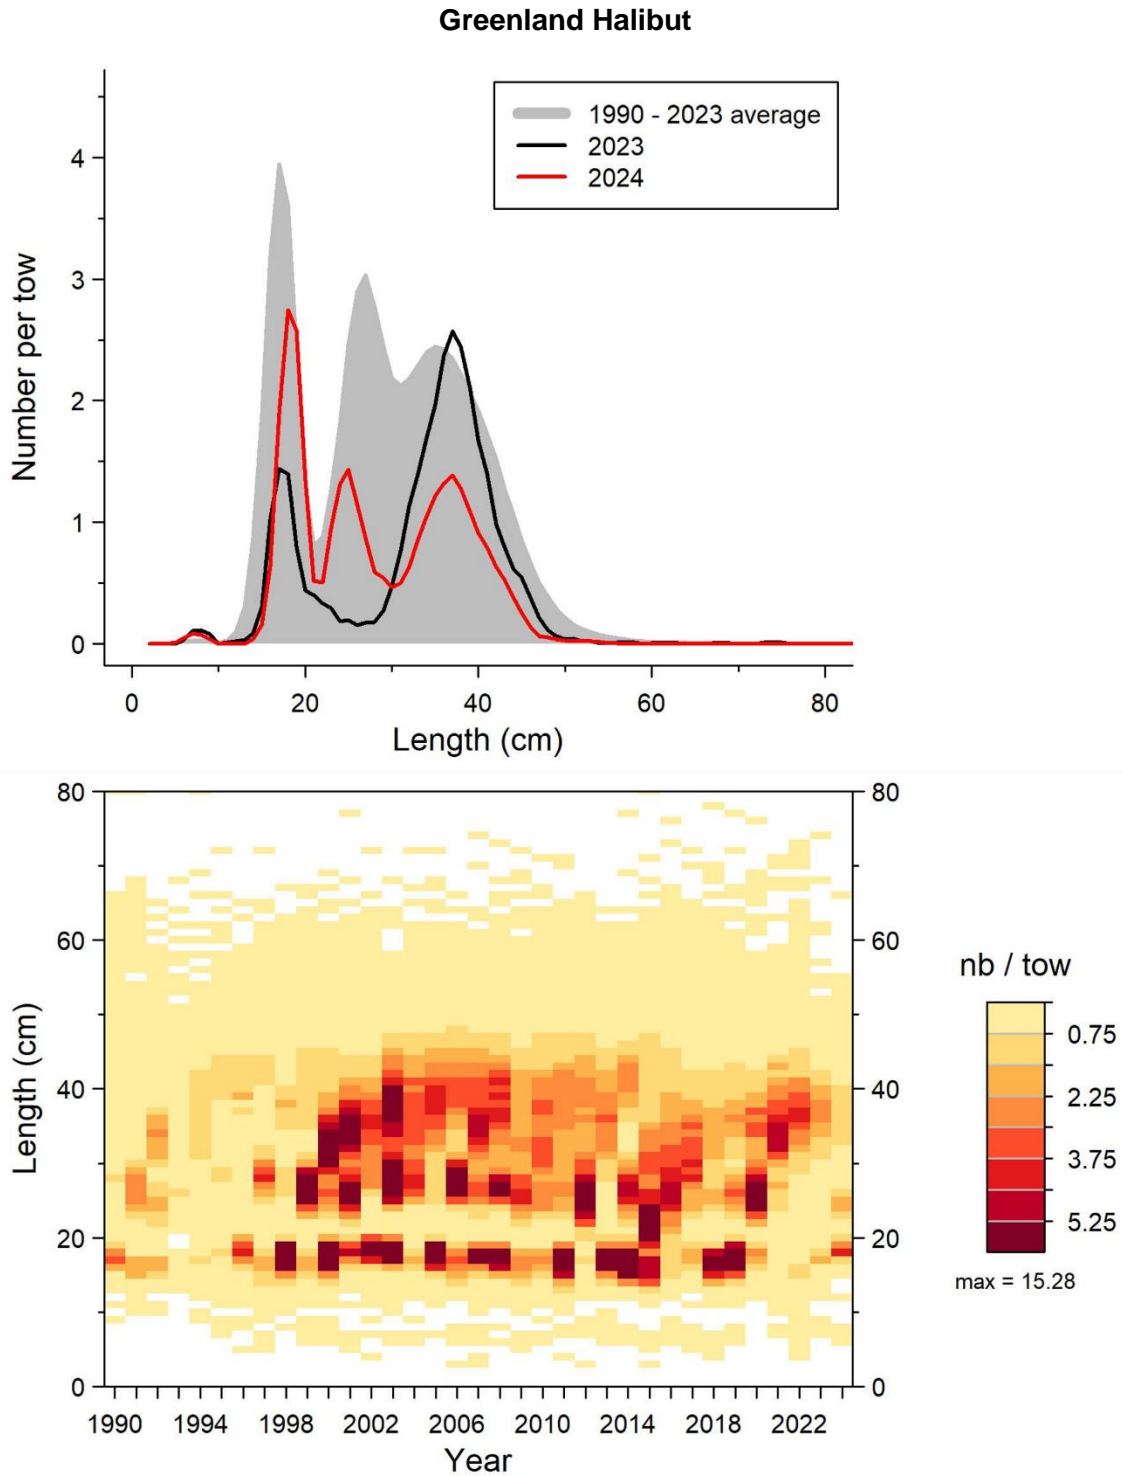 Greenland Halibut
1990 - 2023 average
2023
2024
4
3
2
1
0
Number per tow
0 20 40 60 80
Length (cm)
80 80
60 60
40 40
20 20
0 0
Length (cm)
1990 1994 1998 2002 2006 2010 2014 2018 2022
Year
nb / tow
0.75
2.25
3.75
5.25
max = 15.28